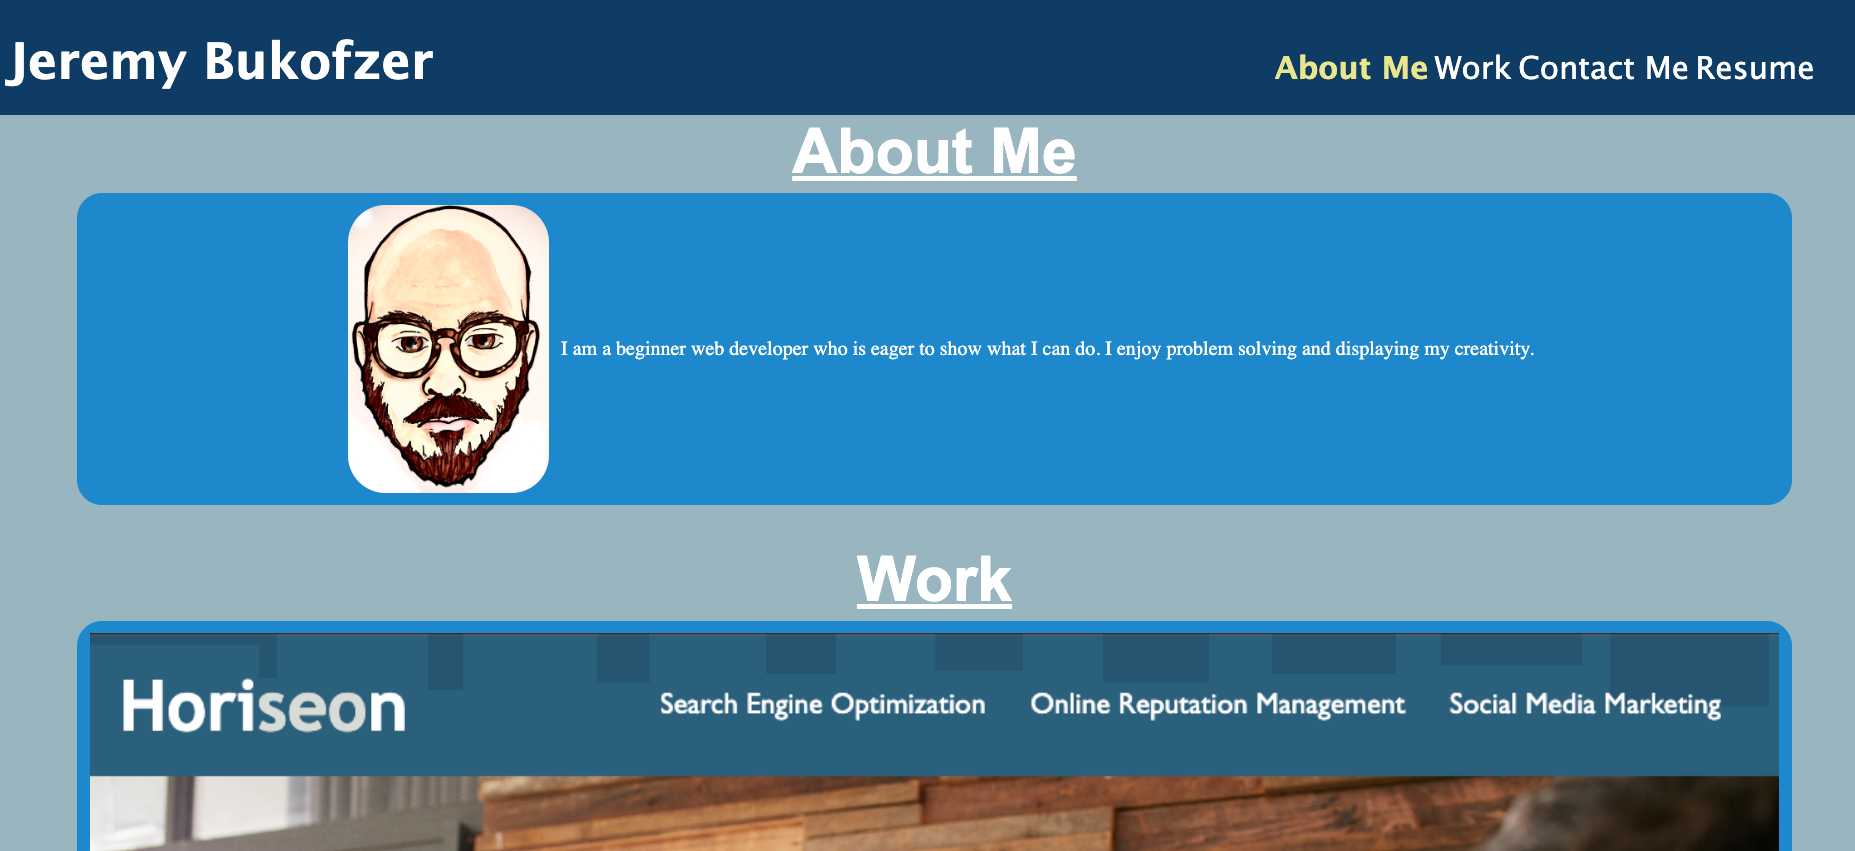 Jeremy Bukofzer
About Me Work Contact Me Resume
About Me
I am a beginner web developer who is eager to show what I can do. I enjoy problem solving and displaying my creativity.
Work
Horiseon
Search Engine Optimization Online Reputation Management Social Media Marketing